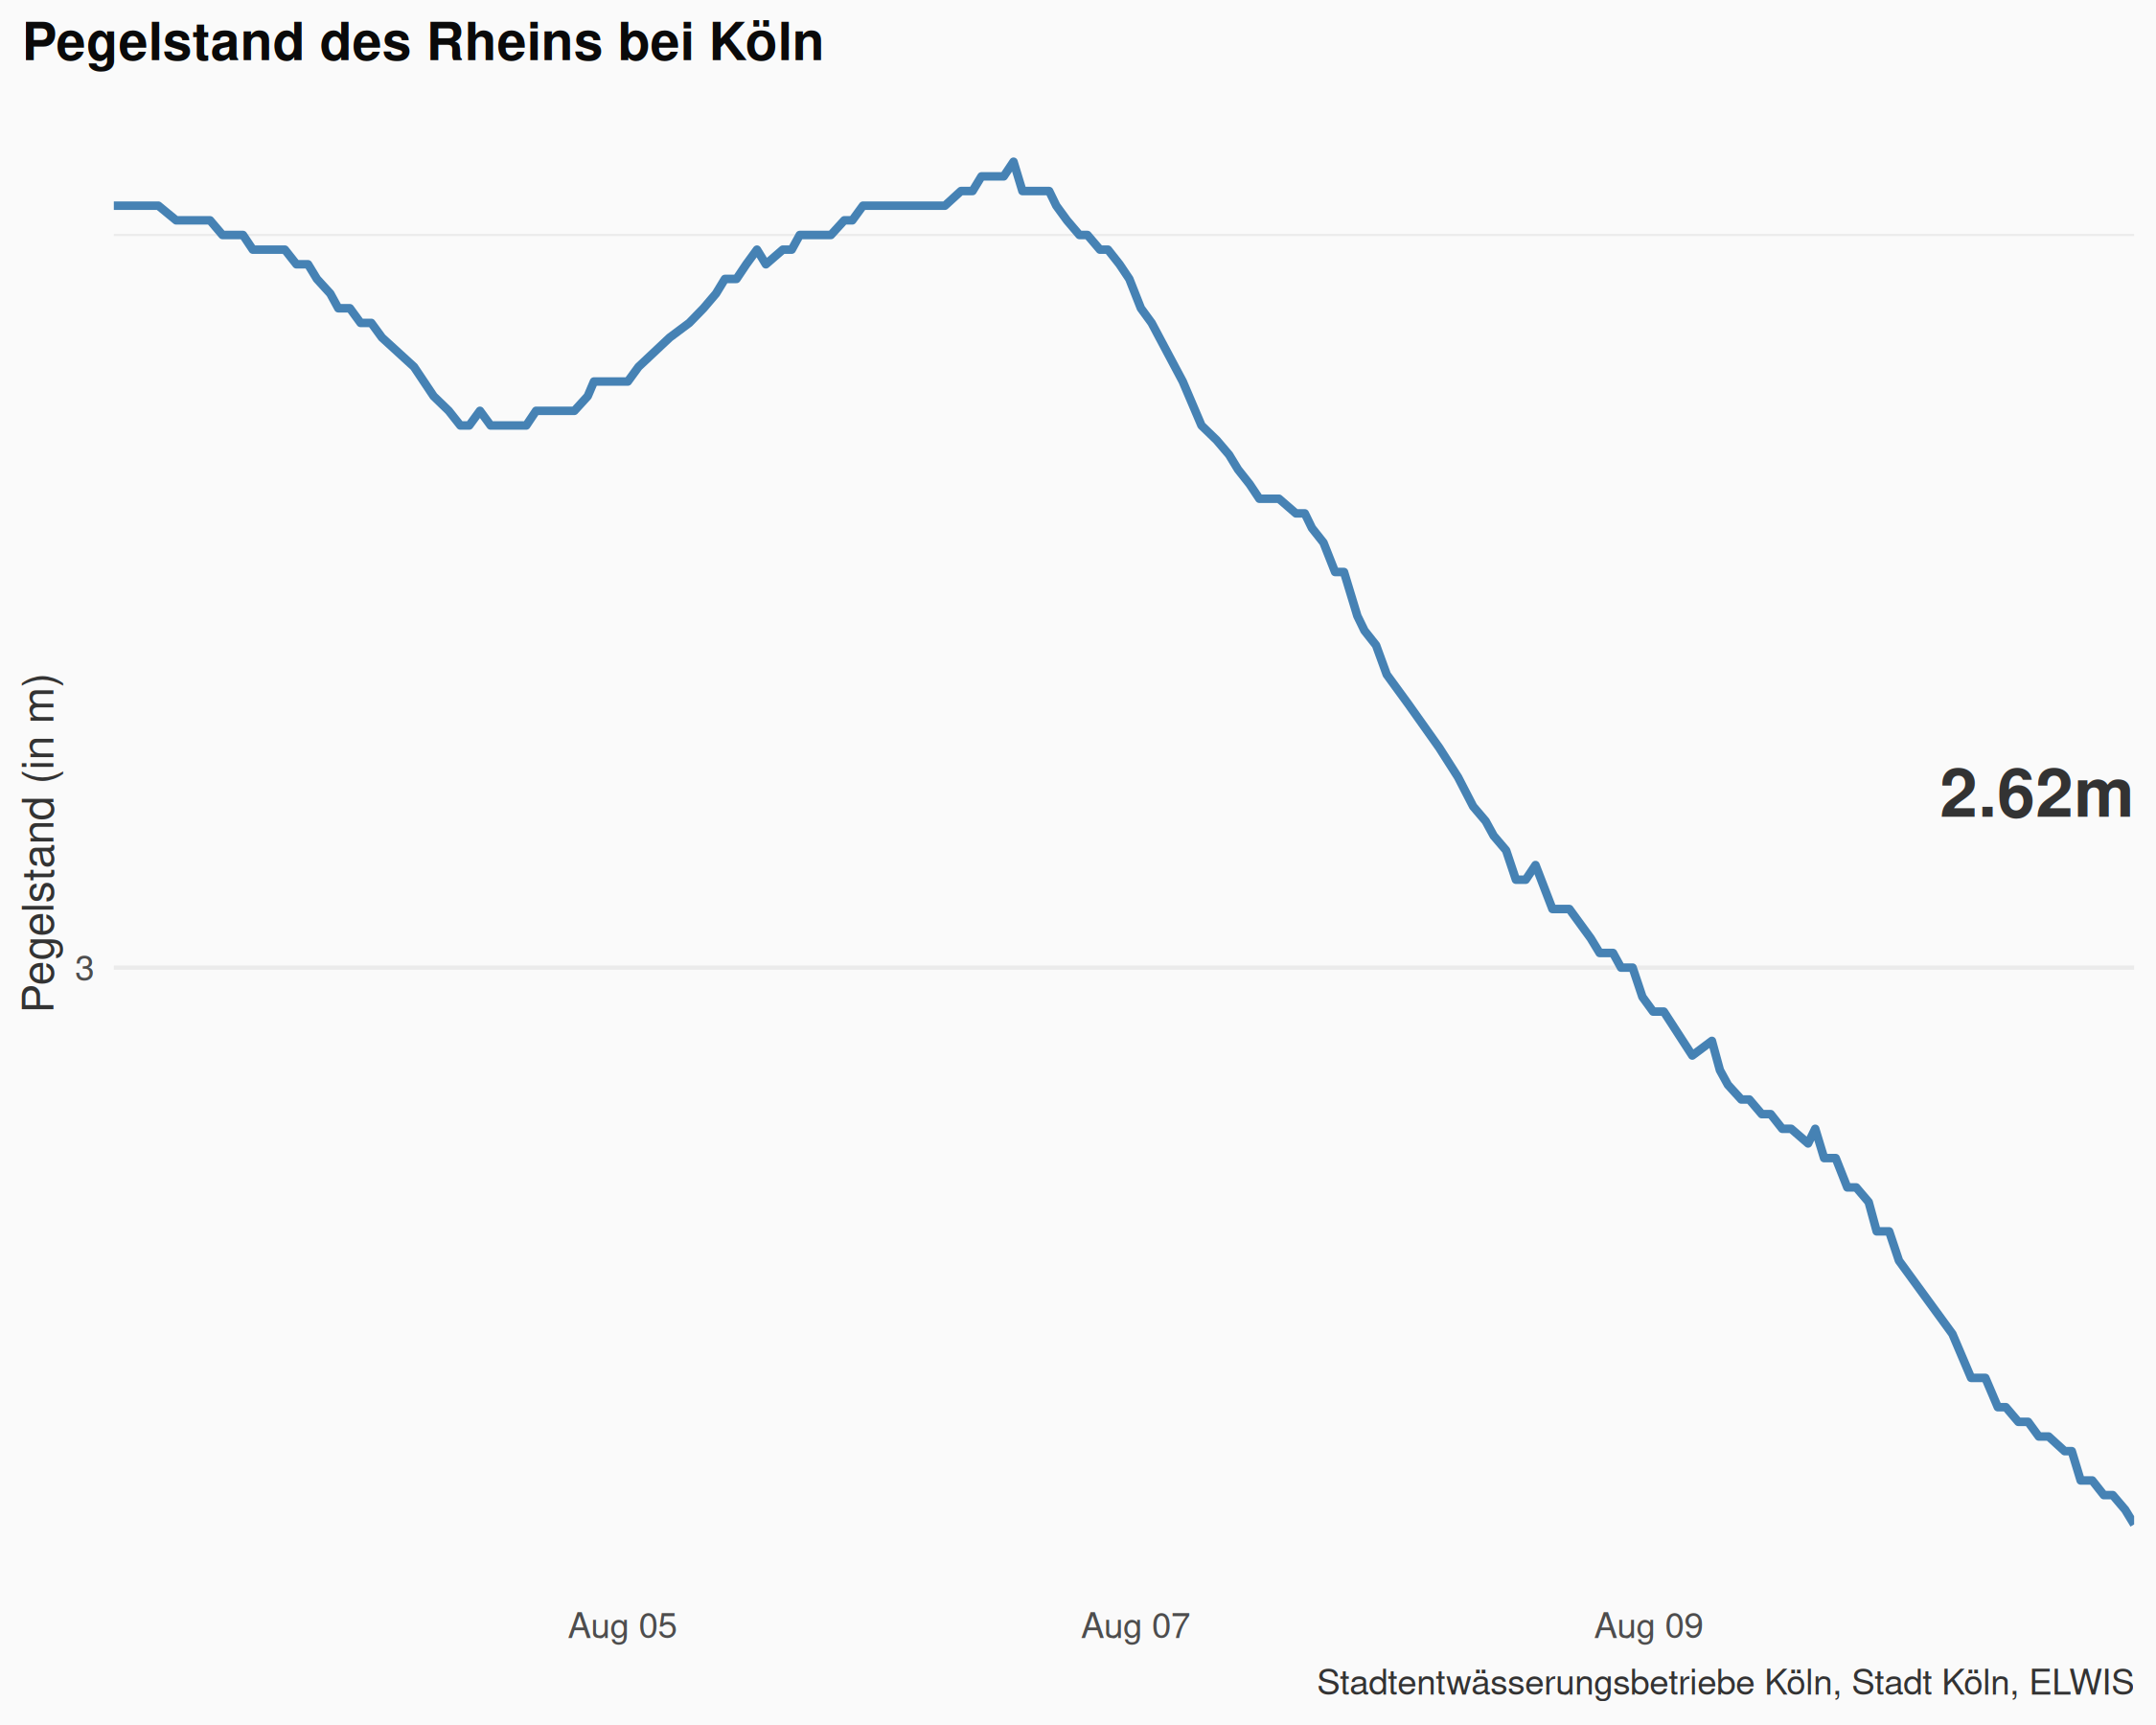 Pegelstand des Rheins bei Köln
Pegelstand (in m)
2.62m
3
Aug 05
Aug 07
Aug 09
Stadtentwässerungsbetriebe Köln, Stadt Köln, ELWIS